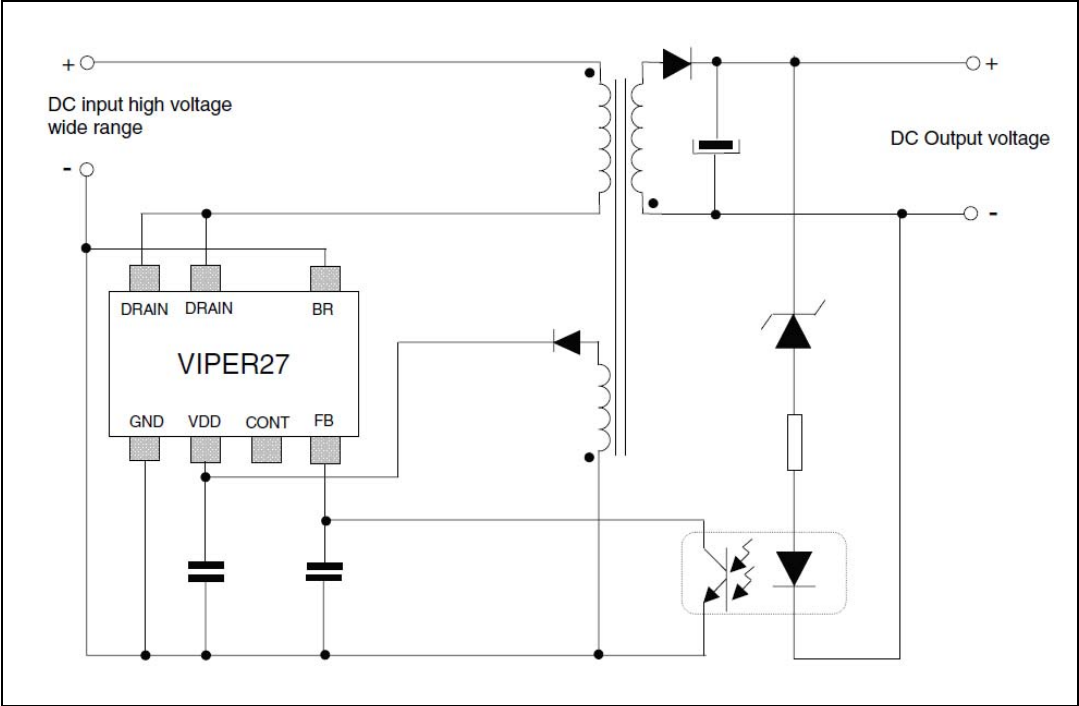 +
+
DC input high voltage
wide range
DC Output voltage
-
-
DRAIN DRAIN BR
VIPER27
GND VDD CONT FB